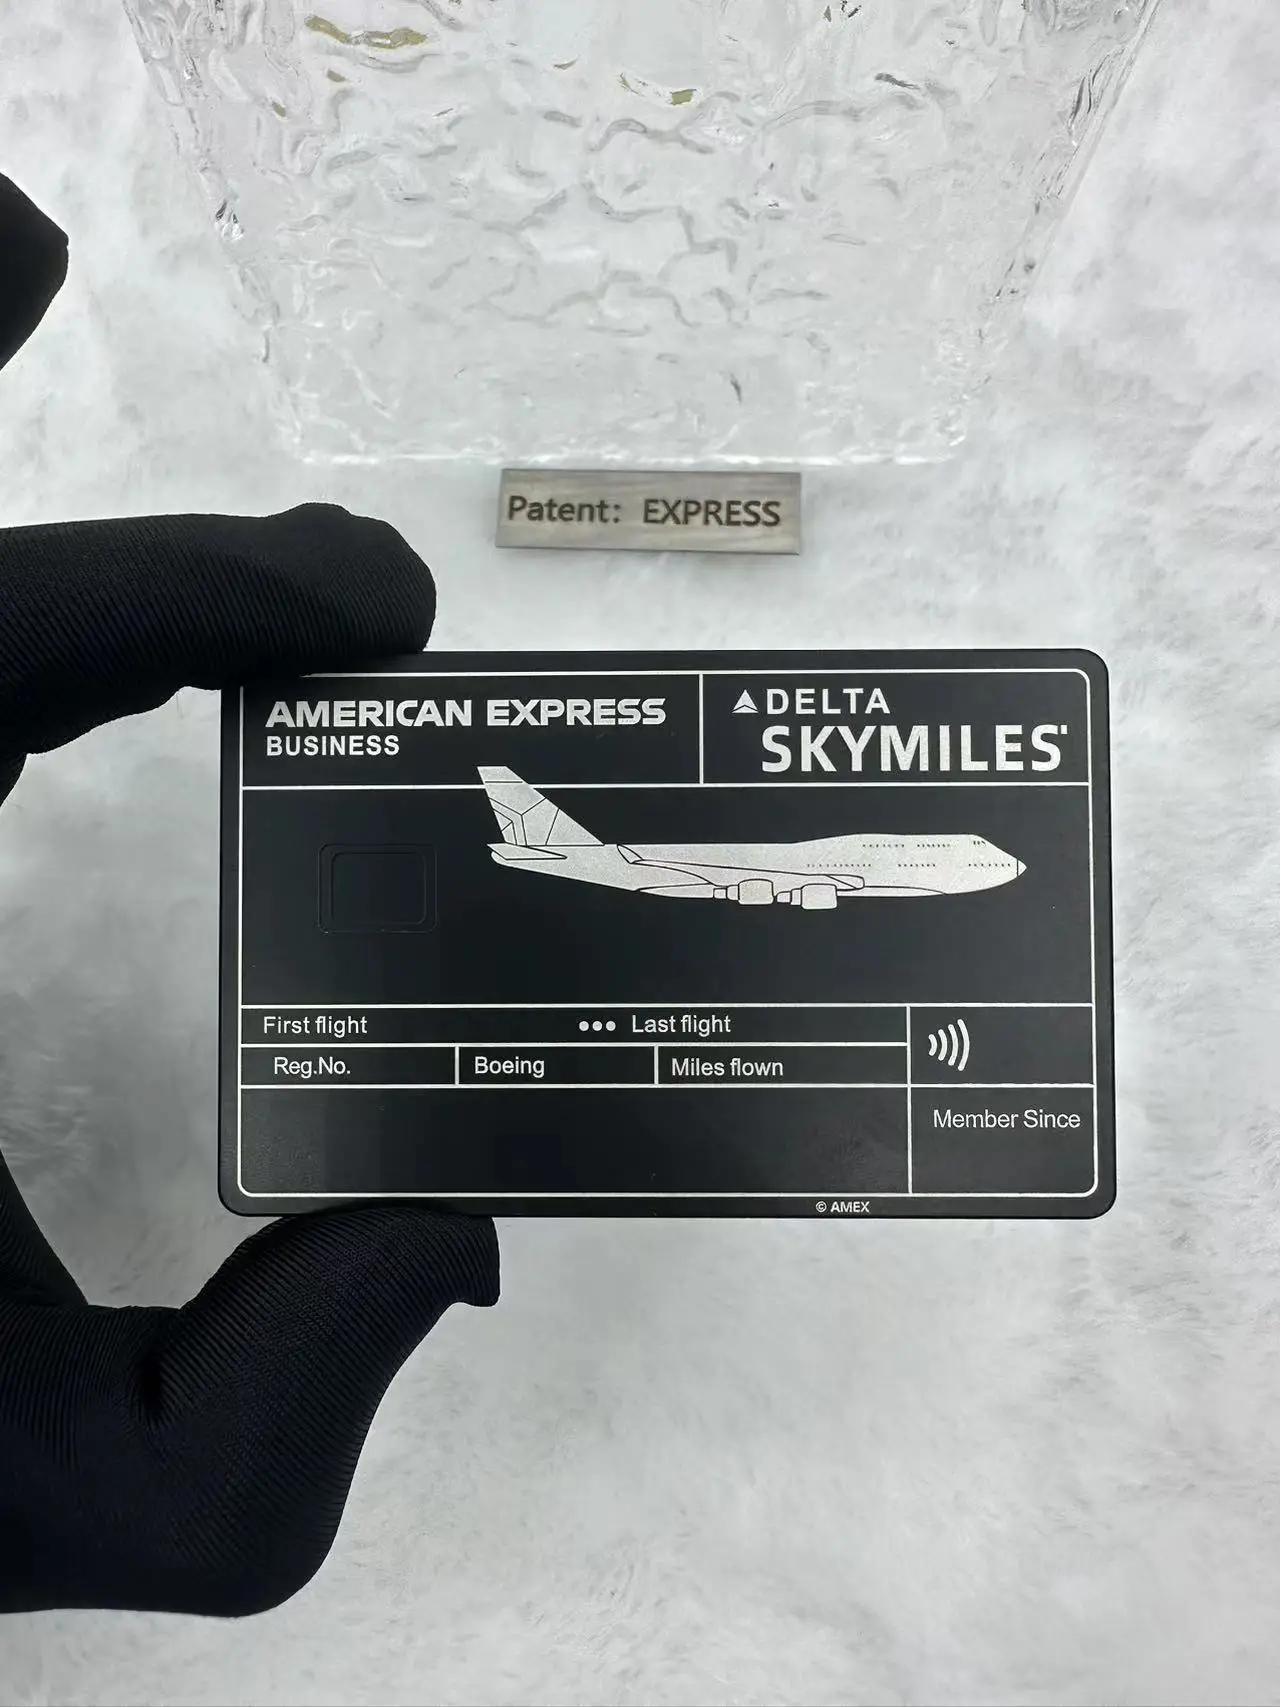 Patent: EXPRESS
AMERICAN EXPRESS
BUSINESS
DELTA
SKYMILES
First flight ••• Last flight
Reg.No. Boeing Miles flown
Member Since
© AMEX